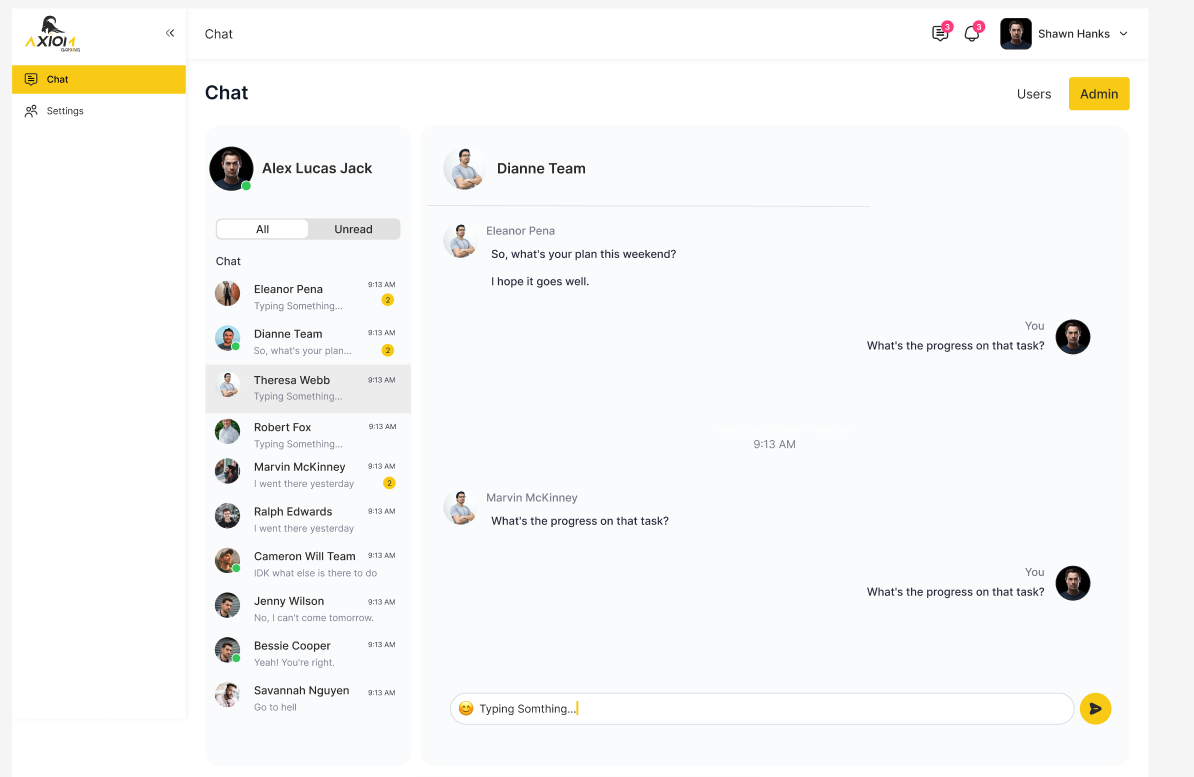 AXIOM
GAMING
Chat
3
3
Shawn Hanks
Chat
Settings
Chat
Users
Admin
Alex Lucas Jack
All
Unread
Chat
Eleanor Pena
9:13 AM
Typing Something...
2
Dianne Team
9:13 AM
So, what's your plan...
2
Theresa Webb
9:13 AM
Typing Something...
Robert Fox
9:13 AM
Typing Something...
Marvin McKinney
9:13 AM
I went there yesterday
2
Ralph Edwards
9:13 AM
I went there yesterday
Cameron Will Team
9:13 AM
IDK what else is there to do
Jenny Wilson
9:13 AM
No, I can't come tomorrow.
Bessie Cooper
9:13 AM
Yeah! You're right.
Savannah Nguyen
9:13 AM
Go to hell
Dianne Team
Eleanor Pena
So, what's your plan this weekend?
I hope it goes well.
You
What's the progress on that task?
9:13 AM
Marvin McKinney
What's the progress on that task?
You
What's the progress on that task?
Typing Somthing...